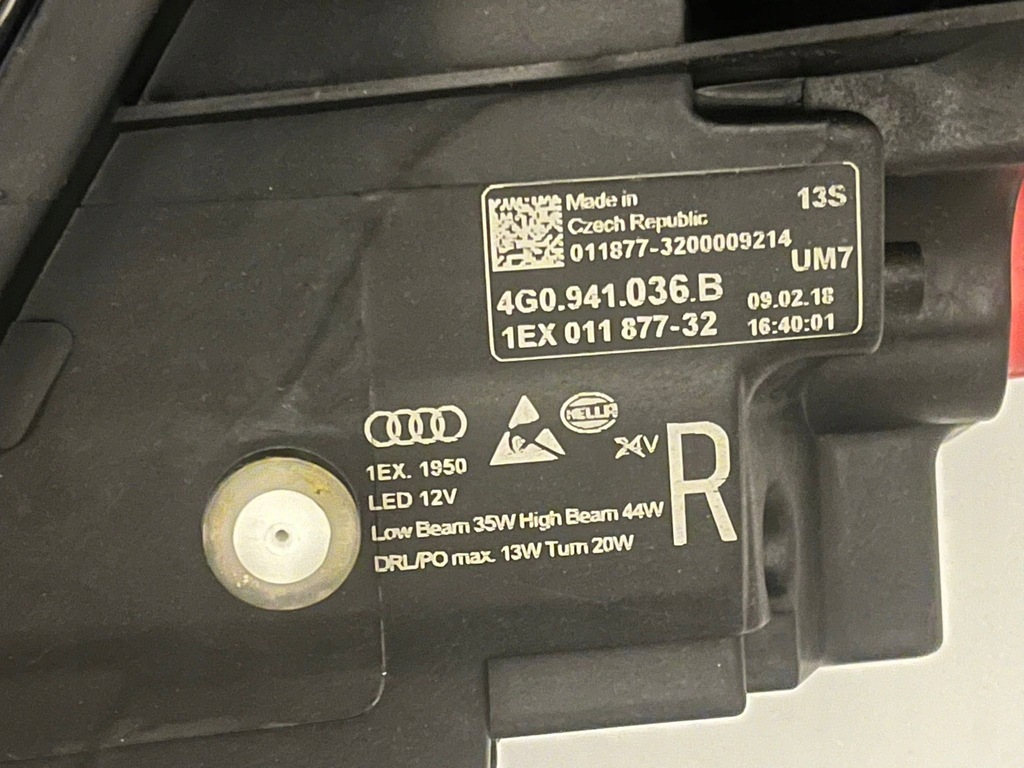 Made in
Czech Republic
13S
011877-3200009214
UM7
4G0.941.036.B
09.02.18
1EX 011 877-32
16:40:01
HELLA
24V
R
1EX. 1950
LED 12V
Low Beam 35W High Beam 44W
DRL/PO max. 13W Turn 20W